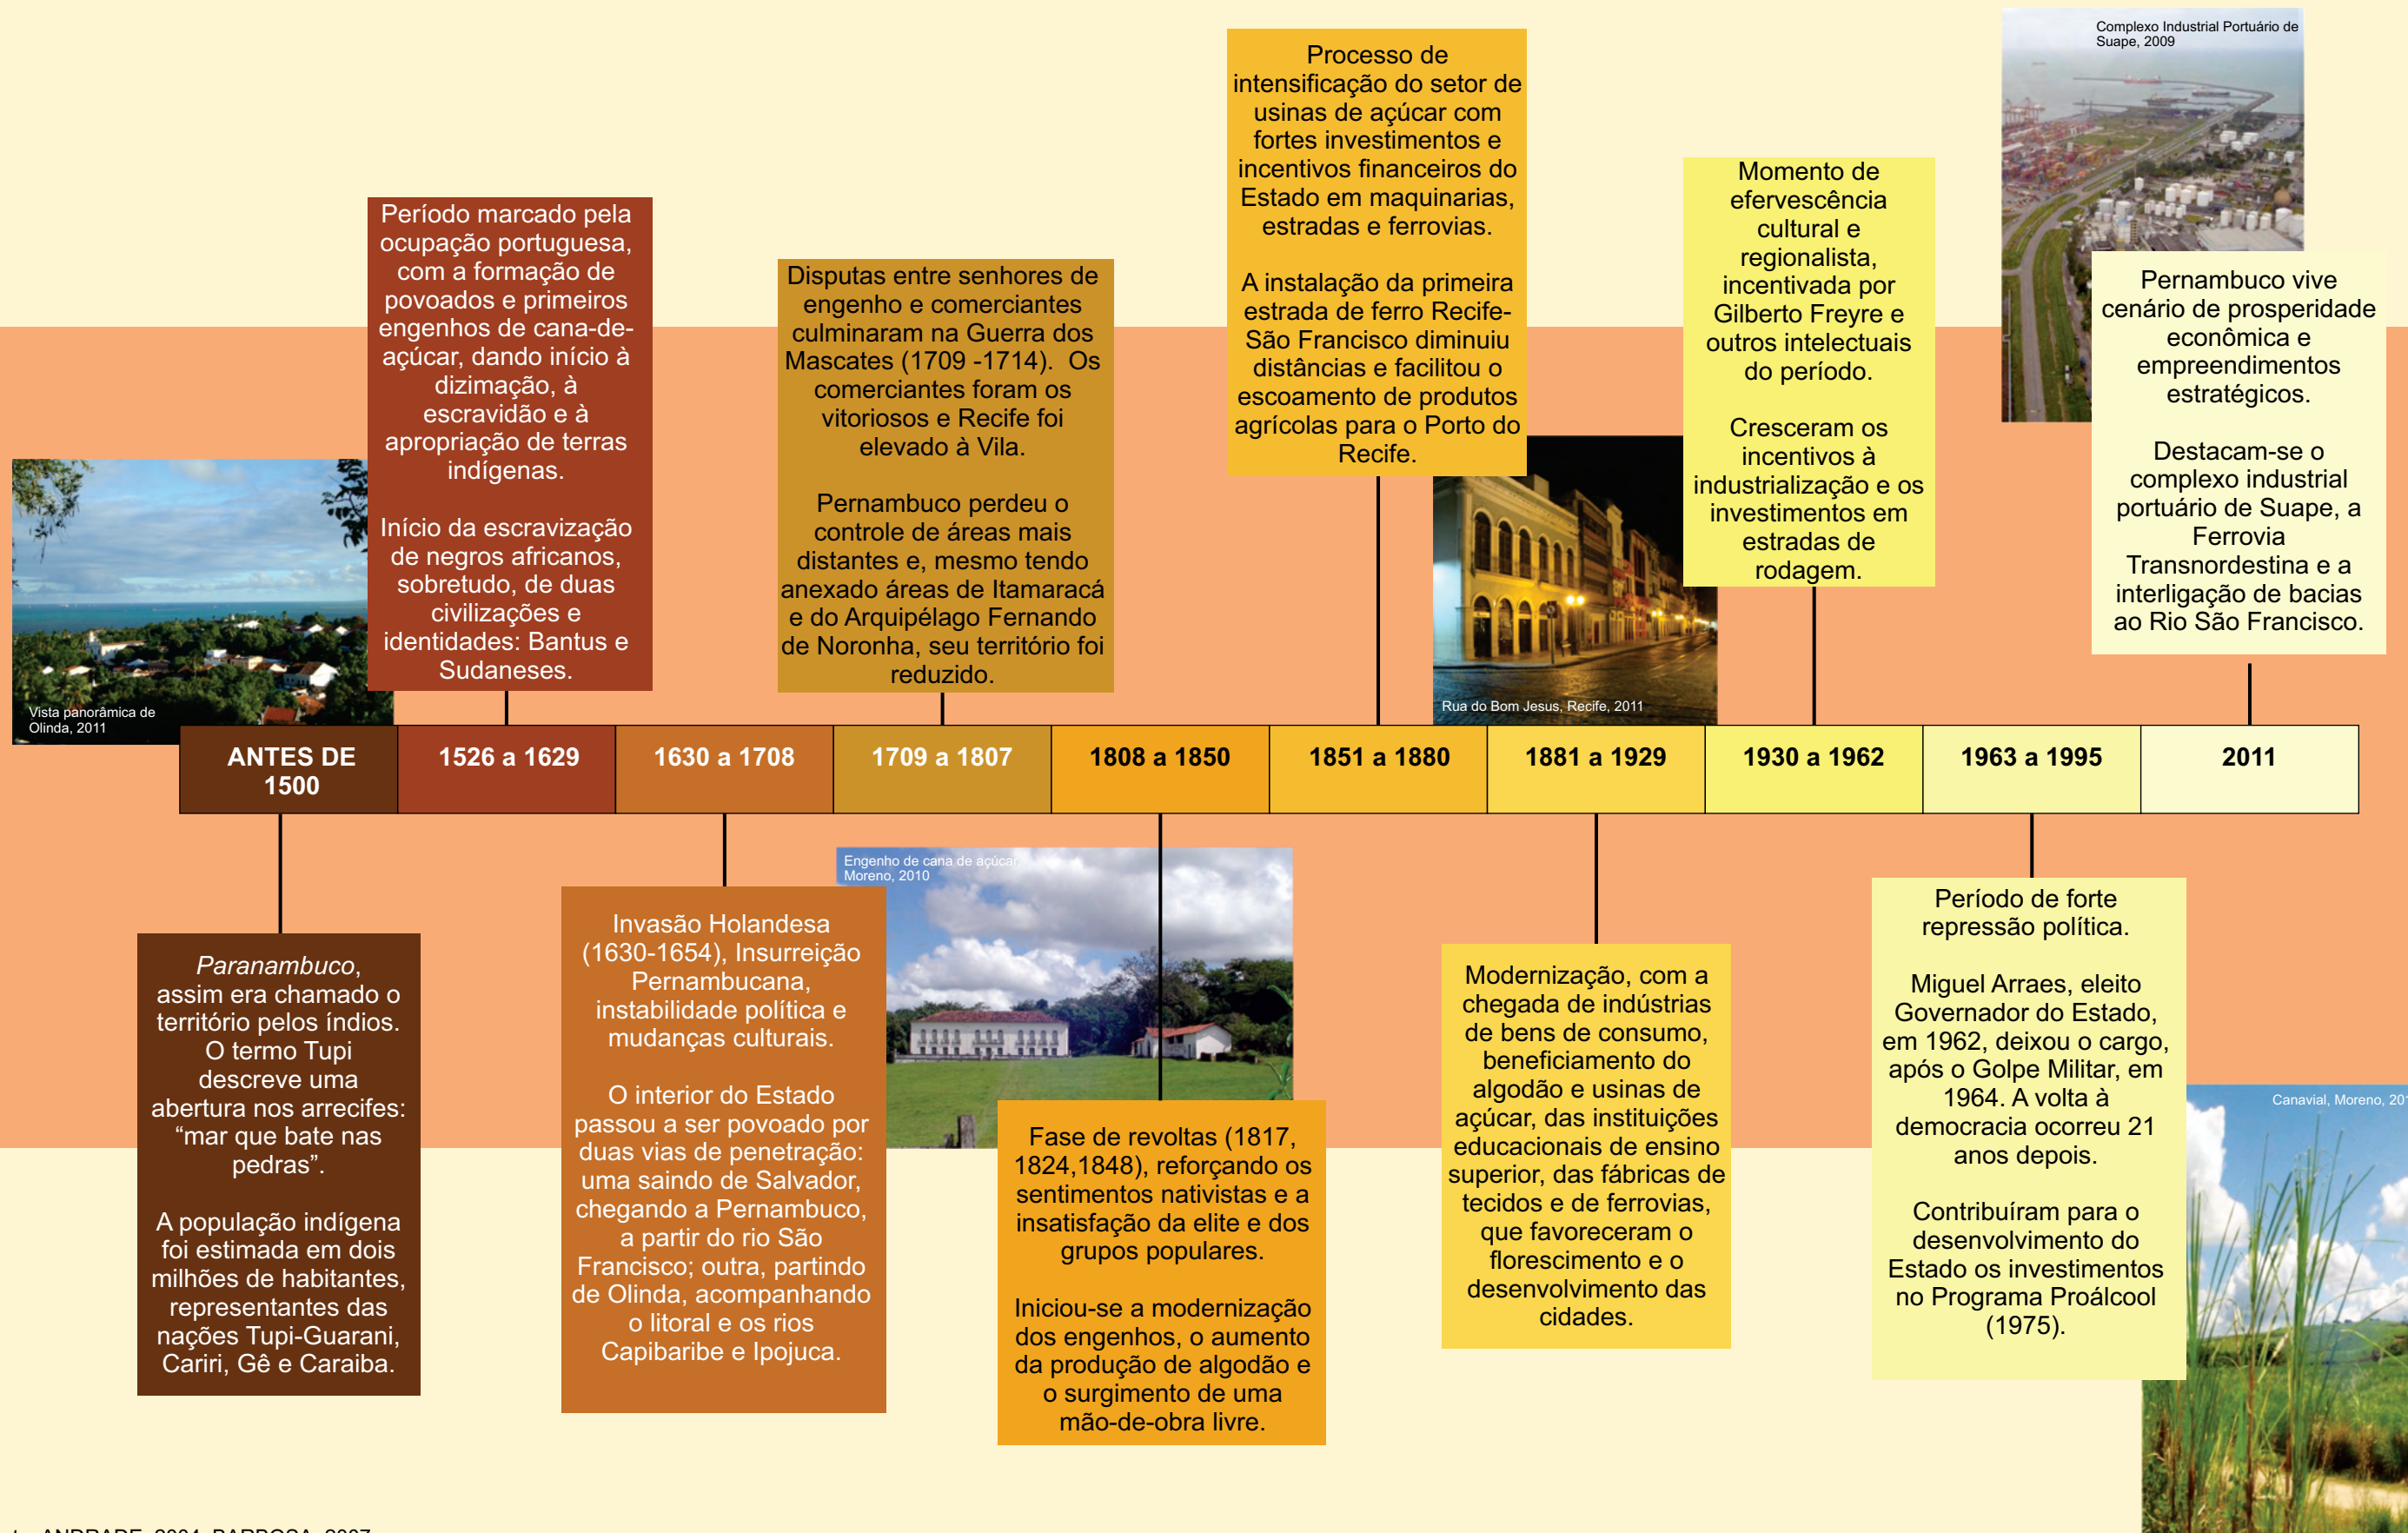 Complexo Industrial Portuário de
Suape, 2009
Processo de
intensificação do setor de
usinas de açúcar com
fortes investimentos e
incentivos financeiros do
Estado em maquinarias,
estradas e ferrovias.
A instalação da primeira
estrada de ferro Recife-
São Francisco diminuiu
distâncias e facilitou o
escoamento de produtos
agrícolas para o Porto do
Recife.
Momento de
efervescência
cultural e
regionalista,
incentivada por
Gilberto Freyre e
outros intelectuais
do período.
Cresceram os
incentivos à
industrialização e os
investimentos em
estradas de
rodagem.
Período marcado pela
ocupação portuguesa,
com a formação de
povoados e primeiros
engenhos de cana-de-
açúcar, dando início à
dizimação, à
escravidão e à
apropriação de terras
indígenas.
Início da escravização
de negros africanos,
sobretudo, de duas
civilizações e
identidades: Bantus e
Sudaneses.
Disputas entre senhores de
engenho e comerciantes
culminaram na Guerra dos
Mascates (1709 -1714).  Os
comerciantes foram os
vitoriosos e Recife foi
elevado à Vila.
Pernambuco perdeu o
controle de áreas mais
distantes e, mesmo tendo
anexado áreas de Itamaracá
e do Arquipélago Fernando
de Noronha, seu território foi
reduzido.
Pernambuco vive
cenário de prosperidade
econômica e
empreendimentos
estratégicos.
Destacam-se o
complexo industrial
portuário de Suape, a
Ferrovia
Transnordestina e a
interligação de bacias
ao Rio São Francisco.
Vista panorâmica de
Olinda, 2011
Rua do Bom Jesus, Recife, 2011
ANTES DE
1500
1526 a 1629
1630 a 1708
1709 a 1807
1808 a 1850
1851 a 1880
1881 a 1929
1930 a 1962
1963 a 1995
2011
Paranambuco,
assim era chamado o
território pelos índios.
O termo Tupi
descreve uma
abertura nos arrecifes:
“mar que bate nas
pedras”.
A população indígena
foi estimada em dois
milhões de habitantes,
representantes das
nações Tupi-Guarani,
Cariri, Gê e Caraiba.
Invasão Holandesa
(1630-1654), Insurreição
Pernambucana,
instabilidade política e
mudanças culturais.
O interior do Estado
passou a ser povoado por
duas vias de penetração:
uma saindo de Salvador,
chegando a Pernambuco,
a partir do rio São
Francisco; outra, partindo
de Olinda, acompanhando
o litoral e os rios
Capibaribe e Ipojuca.
Engenho de cana de açúcar,
Moreno, 2010
Fase de revoltas (1817,
1824,1848), reforçando os
sentimentos nativistas e a
insatisfação da elite e dos
grupos populares.
Iniciou-se a modernização
dos engenhos, o aumento
da produção de algodão e
o surgimento de uma
mão-de-obra livre.
Modernização, com a
chegada de indústrias
de bens de consumo,
beneficiamento do
algodão e usinas de
açúcar, das instituições
educacionais de ensino
superior, das fábricas de
tecidos e de ferrovias,
que favoreceram o
florescimento e o
desenvolvimento das
cidades.
Período de forte
repressão política.
Miguel Arraes, eleito
Governador do Estado,
em 1962, deixou o cargo,
após o Golpe Militar, em
1964. A volta à
democracia ocorreu 21
anos depois.
Contribuíram para o
desenvolvimento do
Estado os investimentos
no Programa Proálcool
(1975).
Canavial, Moreno,
ANDRADE, 2004, BARBOSA, 2007